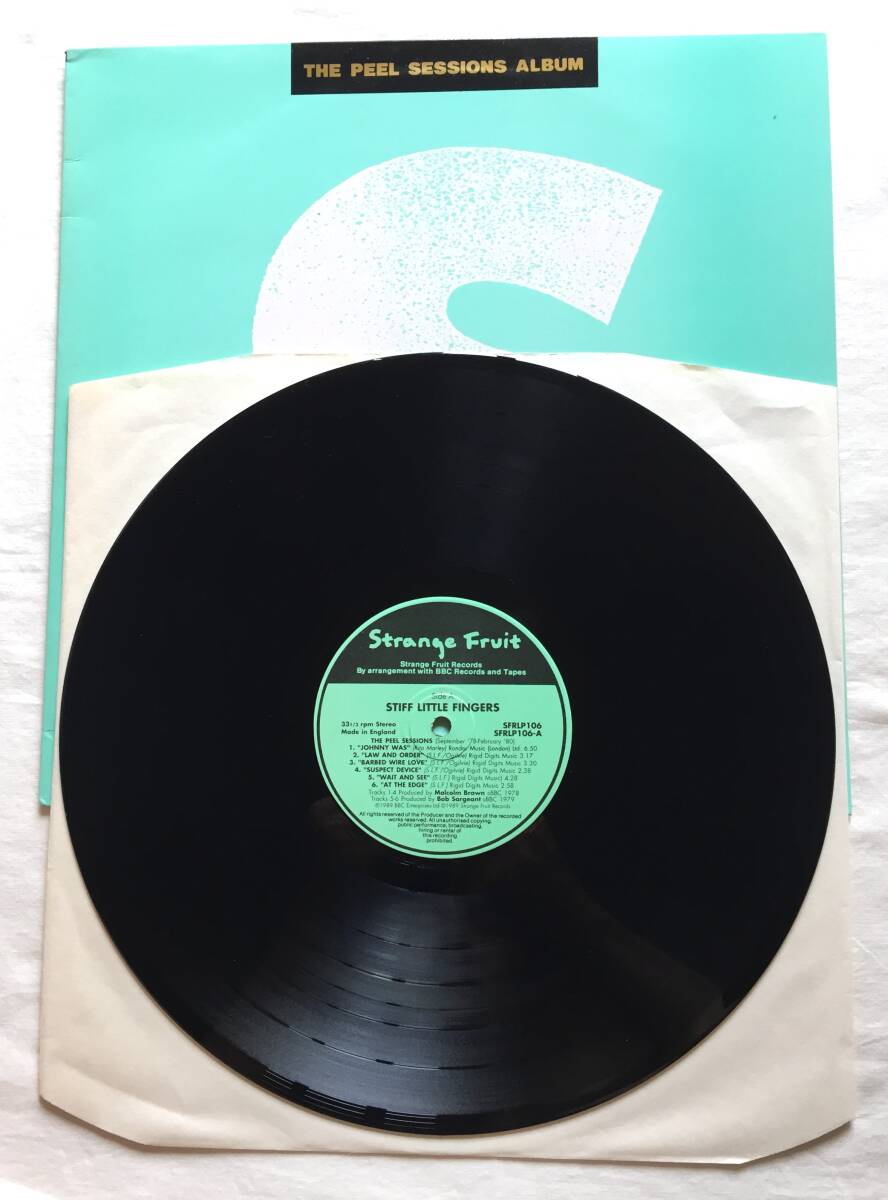 THE PEEL SESSIONS ALBUM
Strange Fruit
Strange Fruit Records
By arrangement with BBC Records and Tapes
Side A
STIFF LITTLE FINGERS
33 1/3 rpm Stereo SFRLP106
Made in England SFRLP106-A
THE PEEL SESSIONS (September '78-February '80)
1. "JOHNNY WAS" (Rita Marley) Rondor Music (London) Ltd. 6.50
2. "LAW AND ORDER" (S.L.F./Ogilvie) Rigid Digits Music 3.17
3. "BARBED WIRE LOVE" (S.L.F./Ogilvie) Rigid Digits Music 3.30
4. "SUSPECT DEVICE" (S.L.F./Ogilvie) Rigid Digits Music 2.38
5. "WAIT AND SEE" (S.L.F.) Rigid Digits Music) 4.28
6. "AT THE EDGE" (S.L.F.) Rigid Digits Music 2.58
Tracks 1-4 Produced by Malcolm Brown BBC 1978
Tracks 5-6 Produced by Bob Sargeant BBC 1979
℗1989 BBC Enterprises Ltd ©1989 Strange Fruit Records
All rights reserved of the Producer and the Owner of the recorded
works reserved. All unauthorised copying,
public performance, broadcasting,
hiring or rental of
this recording
prohibited.